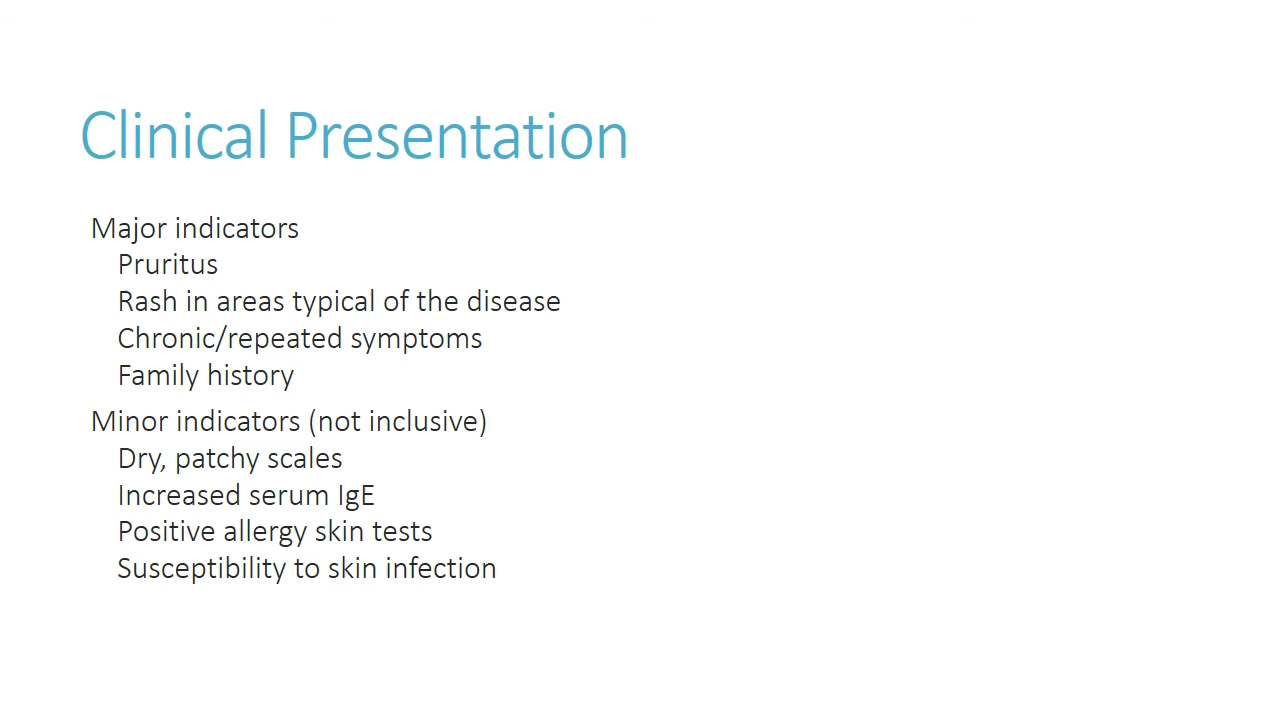 Clinical Presentation
Major indicators
Pruritus
Rash in areas typical of the disease
Chronic/repeated symptoms
Family history
Minor indicators (not inclusive)
Dry, patchy scales
Increased serum IgE
Positive allergy skin tests
Susceptibility to skin infection